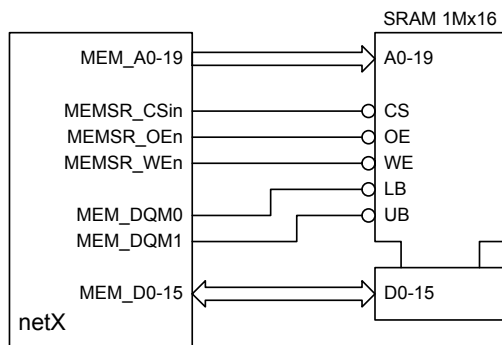 SRAM 1Mx16
MEM_A0-19
A0-19
MEMSR_CSin
CS
MEMSR_OEn
OE
MEMSR_WEn
WE
LB
MEM_DQM0
UB
MEM_DQM1
MEM_D0-15
D0-15
netX